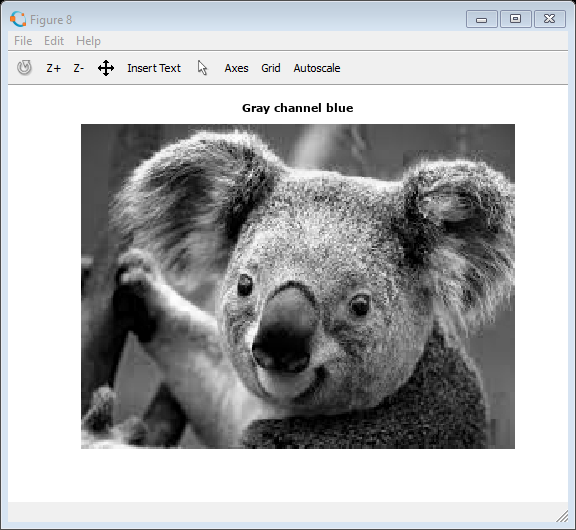 Figure 8
File Edit Help
Z+ Z- Insert Text Axes Grid Autoscale
Gray channel blue